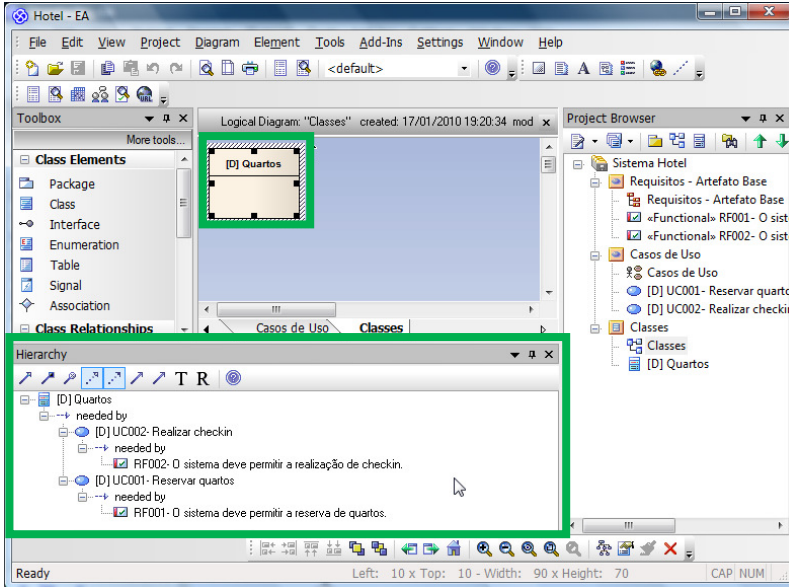 Hotel - EA
File Edit View Project Diagram Element Tools Add-Ins Settings Window Help
<default>
Toolbox
More tools...
Class Elements
Package
Class
Interface
Enumeration
Table
Signal
Association
Class Relationships
Logical Diagram: "Classes" created: 17/01/2010 19:20:34 mod
[D] Quartos
Casos de Uso Classes
Project Browser
Sistema Hotel
Requisitos - Artefato Base
Requisitos - Artefato Base
«Functional» RF001- O sist
«Functional» RF002- O sist
Casos de Uso
Casos de Uso
[D] UC001- Reservar quarto
[D] UC002- Realizar checkin
Classes
Classes
[D] Quartos
Hierarchy
T R
[D] Quartos
needed by
[D] UC002- Realizar checkin
needed by
RF002- O sistema deve permitir a realização de checkin.
[D] UC001- Reservar quartos
needed by
RF001- O sistema deve permitir a reserva de quartos.
Ready
Left: 10 x Top: 10 - Width: 90 x Height: 70
CAP NUM